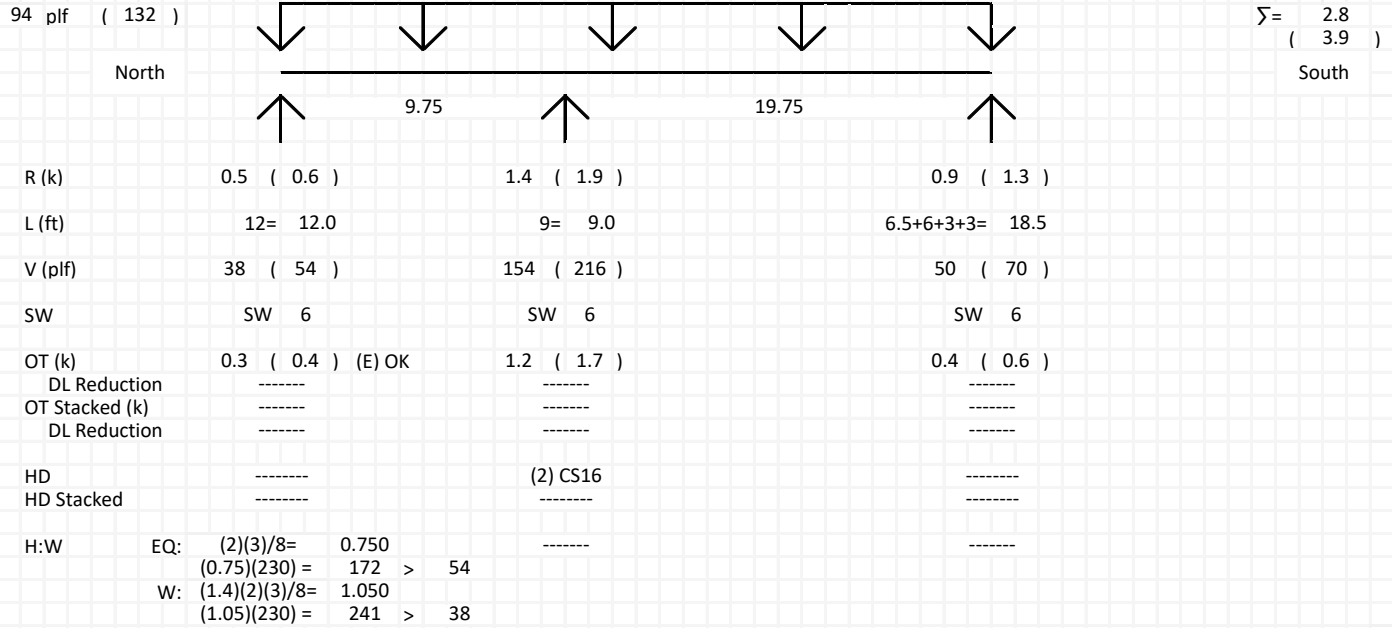 94 plf ( 132 ) ∑= 2.8
( 3.9 )
North South
9.75 19.75
R (k) 0.5 ( 0.6 ) 1.4 ( 1.9 ) 0.9 ( 1.3 )
L (ft) 12= 12.0 9= 9.0 6.5+6+3+3= 18.5
V (plf) 38 ( 54 ) 154 ( 216 ) 50 ( 70 )
SW SW 6 SW 6 SW 6
OT (k) 0.3 ( 0.4 ) (E) OK 1.2 ( 1.7 ) 0.4 ( 0.6 )
DL Reduction ------- ------- -------
OT Stacked (k) ------- ------- -------
DL Reduction ------- ------- -------
HD -------- (2) CS16 --------
HD Stacked -------- -------- --------
H:W EQ: (2)(3)/8= 0.750 ------- -------
(0.75)(230) = 172 > 54
W: (1.4)(2)(3)/8= 1.050
(1.05)(230) = 241 > 38